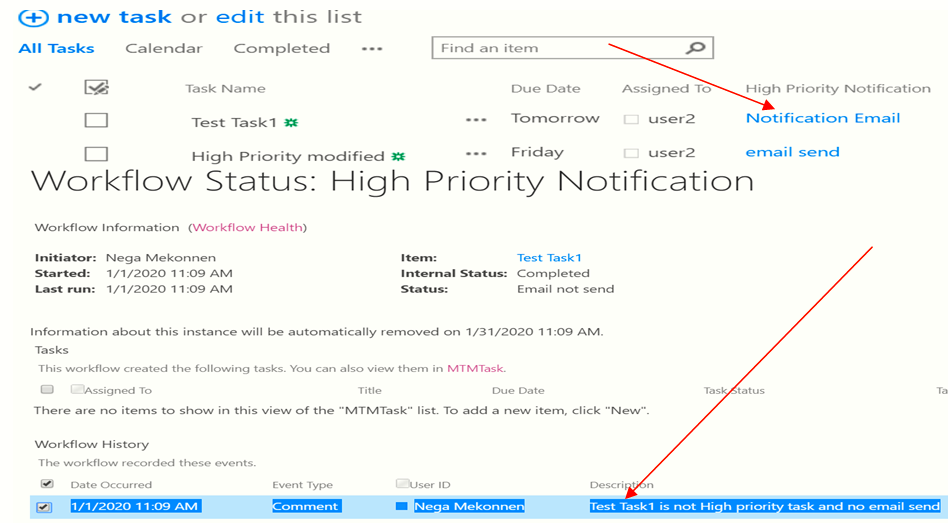 new task or edit this list
All Tasks Calendar Completed ••• Find an item
Task Name Due Date Assigned To High Priority Notification
Test Task1 ••• Tomorrow user2 Notification Email
High Priority modified ••• Friday user2 email send
Workflow Status: High Priority Notification
Workflow Information (Workflow Health)
Initiator: Nega Mekonnen Item: Test Task1
Started: 1/1/2020 11:09 AM Internal Status: Completed
Last run: 1/1/2020 11:09 AM Status: Email not send
Information about this instance will be automatically removed on 1/31/2020 11:09 AM.
Tasks
This workflow created the following tasks. You can also view them in MTMTask.
Assigned To Title Due Date Task Status Ta
There are no items to show in this view of the "MTMTask" list. To add a new item, click "New".
Workflow History
The workflow recorded these events.
Date Occurred Event Type User ID Description
1/1/2020 11:09 AM Comment Nega Mekonnen Test Task1 is not High priority task and no email send